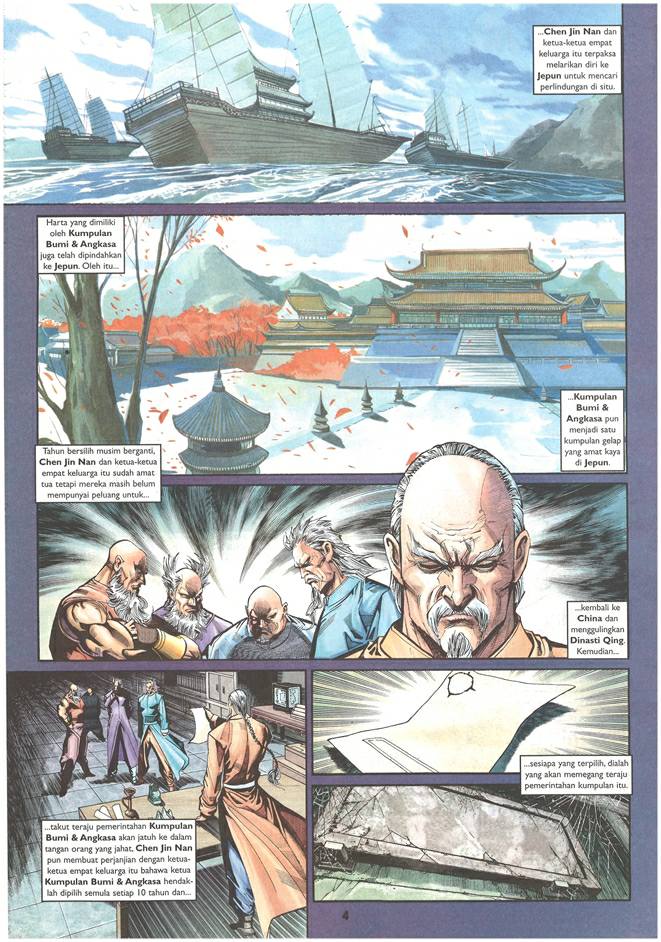 ...Chen Jin Nan dan
ketua-ketua empat
keluarga itu terpaksa
melarikan diri ke
Jepun untuk mencari
perlindungan di situ.
Harta yang dimiliki
oleh Kumpulan
Bumi & Angkasa
juga telah dipindahkan
ke Jepun. Oleh itu...
...Kumpulan
Bumi &
Angkasa pun
menjadi satu
kumpulan gelap
yang amat kaya
di Jepun.
Tahun bersilih musim berganti,
Chen Jin Nan dan ketua-ketua
empat keluarga itu sudah amat
tua tetapi mereka masih belum
mempunyai peluang untuk...
...kembali ke
China dan
menggulingkan
Dinasti Qing.
Kemudian...
...takut teraju pemerintahan Kumpulan
Bumi & Angkasa akan jatuh ke dalam
tangan orang yang jahat, Chen Jin Nan
pun membuat perjanjian dengan ketua-
ketua empat keluarga itu bahawa ketua
Kumpulan Bumi & Angkasa hendak-
lah dipilih semula setiap 10 tahun dan...
...sesiapa yang terpilih, dialah
yang akan memegang teraju
pemerintahan kumpulan itu.
4